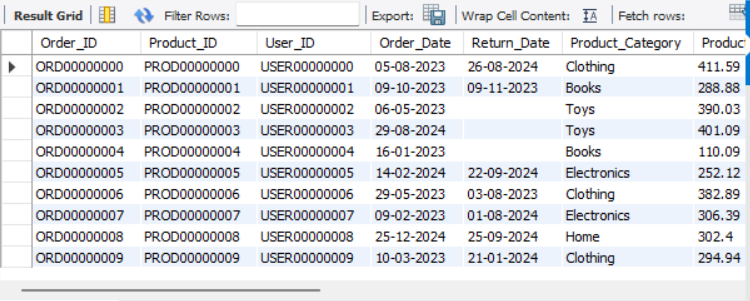 Result Grid Filter Rows: Export: Wrap Cell Content: Fetch rows:
Order_ID Product_ID User_ID Order_Date Return_Date Product_Category Product
ORD00000000 PROD00000000 USER00000000 05-08-2023 26-08-2024 Clothing 411.59
ORD00000001 PROD00000001 USER00000001 09-10-2023 09-11-2023 Books 288.88
ORD00000002 PROD00000002 USER00000002 06-05-2023 Toys 390.03
ORD00000003 PROD00000003 USER00000003 29-08-2024 Toys 401.09
ORD00000004 PROD00000004 USER00000004 16-01-2023 Books 110.09
ORD00000005 PROD00000005 USER00000005 14-02-2024 22-09-2024 Electronics 252.12
ORD00000006 PROD00000006 USER00000006 29-05-2023 03-08-2023 Clothing 382.89
ORD00000007 PROD00000007 USER00000007 09-02-2023 01-08-2024 Electronics 306.39
ORD00000008 PROD00000008 USER00000008 25-12-2024 25-09-2024 Home 302.4
ORD00000009 PROD00000009 USER00000009 10-03-2023 21-01-2024 Clothing 294.94